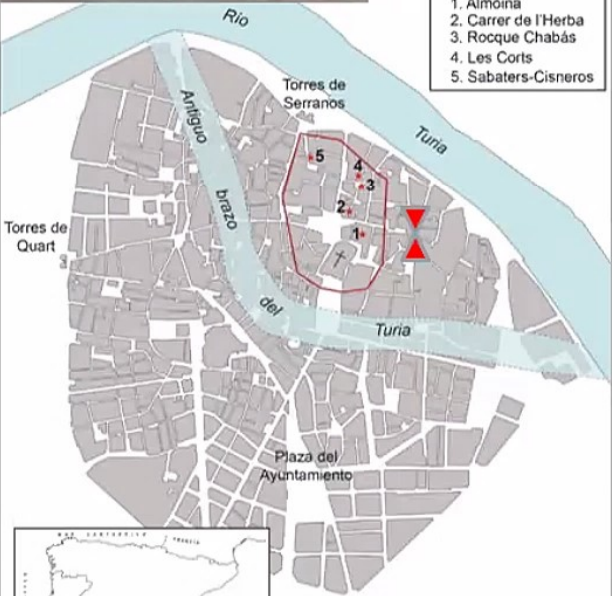 1. Almoina
2. Carrer de l'Herba
3. Rocque Chabás
4. Les Corts
5. Sabaters-Cisneros
Rio
Turia
Torres de
Serranos
Antiguo
brazo
del
Turia
Torres de
Quart
5
4
3
2
1
Plaza del
Ayuntamiento